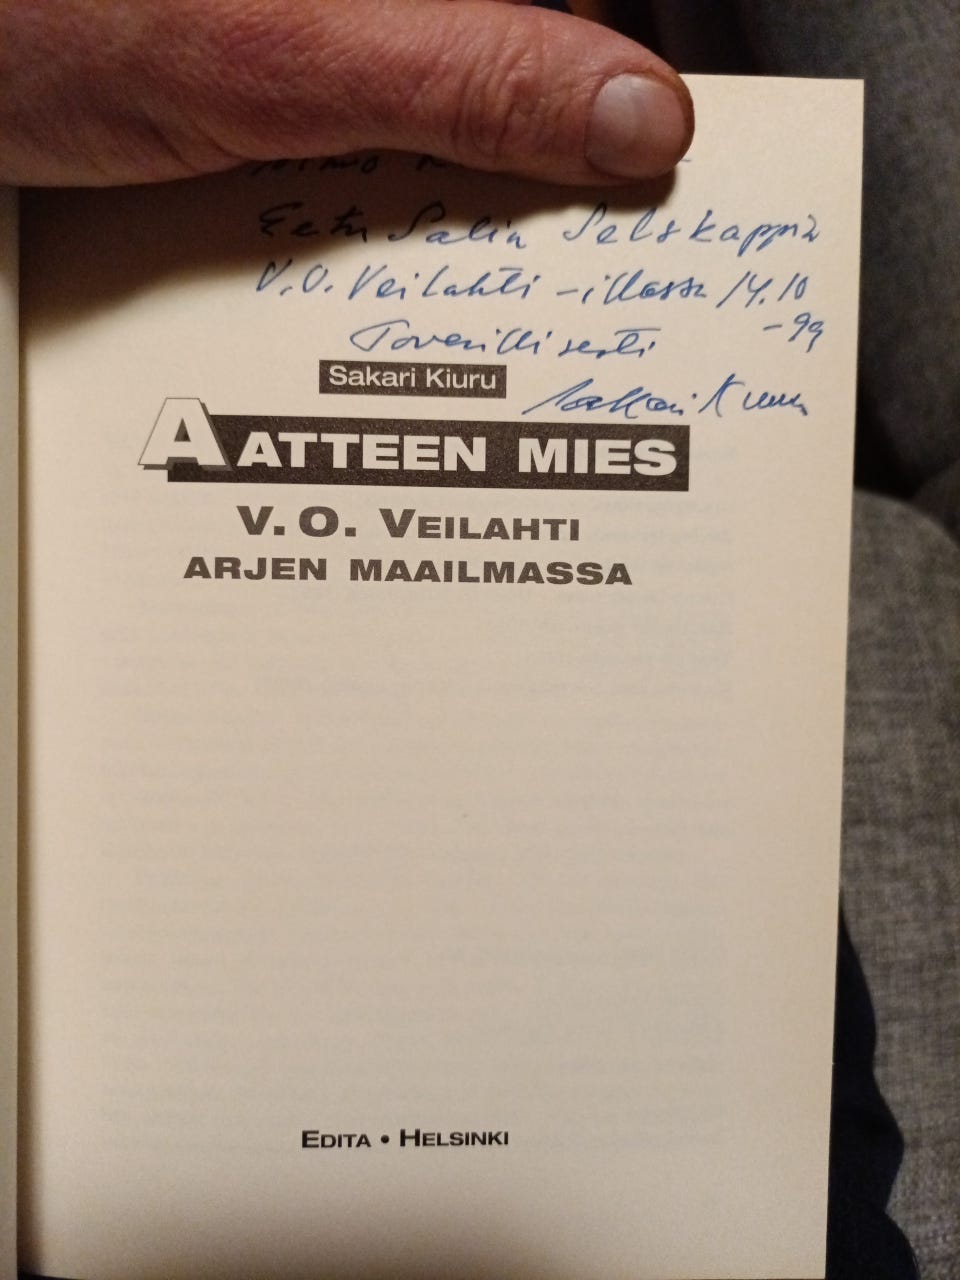 Eetu Salin Selskappin
V.O. Veilahti -illassa 14.10
-99
Toverillisesti
Sakari Kiuru
Sakari Kiuru
AATTEEN MIES
V. O. VEILAHTI
ARJEN MAAILMASSA
EDITA • HELSINKI